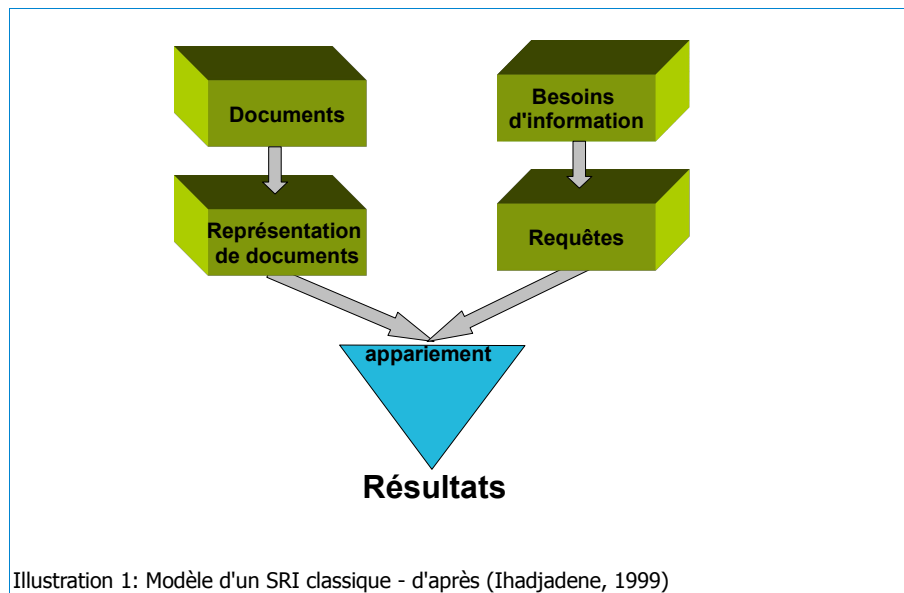 Documents
Besoins
d'information
Représentation
de documents
Requêtes
appariement
Résultats
Illustration 1: Modèle d'un SRI classique - d'après (Ihadjadene, 1999)